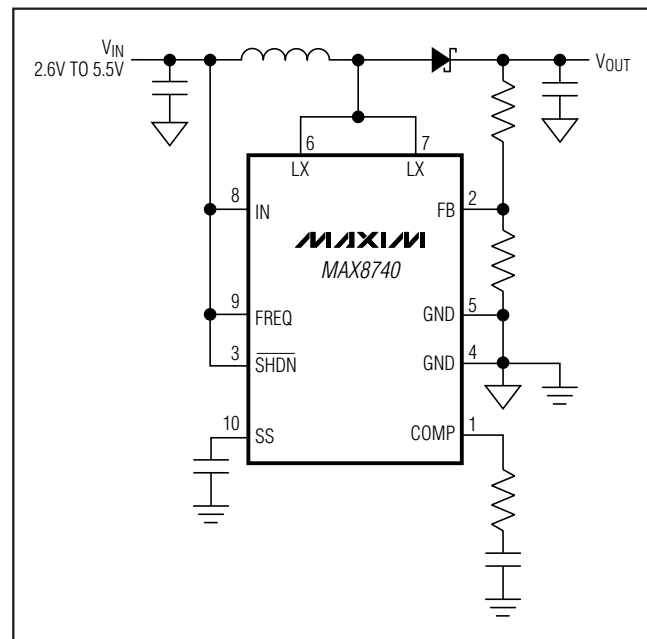 VIN
2.6V TO 5.5V
VOUT
6
7
LX
LX
8
IN
2
FB
MAXIM
MAX8740
9
FREQ
5
GND
3
SHDN
4
GND
10
SS
1
COMP